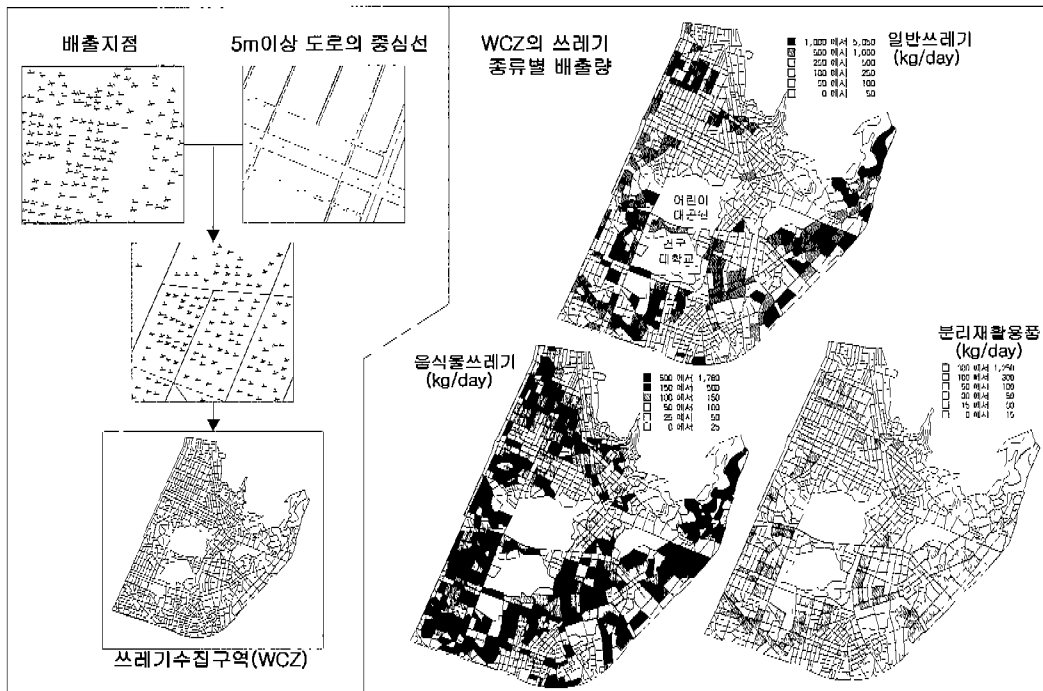 배출지점
5m이상 도로의 중심선
쓰레기수집구역(WCZ)
WCZ의 쓰레기
종류별 배출량
일반쓰레기
(kg/day)
1,000 에서 5,050
500 에서 1,000
250 에서 500
100 에서 250
50 에서 100
0 에서 50
어린이
대공원
건국
대학교
음식물쓰레기
(kg/day)
500 에서 1,760
150 에서 500
100 에서 150
50 에서 100
25 에서 50
0 에서 25
분리재활용품
(kg/day)
300 에서 1,250
100 에서 300
50 에서 100
30 에서 50
15 에서 30
0 에서 15